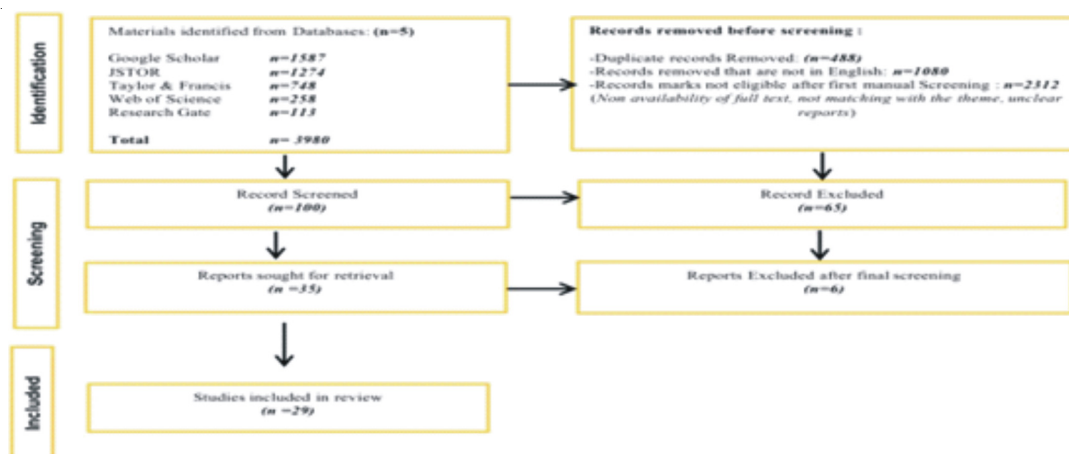 Identification
Materials identified from Databases: (n=5)
Google Scholar n=1587
JSTOR n=1274
Taylor & Francis n=748
Web of Science n=258
Research Gate n=113
Total n= 3980
Records removed before screening :
-Duplicate records Removed: (n=488)
-Records removed that are not in English: n=1080
-Records marks not eligible after first manual Screening : n=2312
(Non availability of full text, not matching with the theme, unclear
reports)
Screening
Record Screened
(n=100)
Record Excluded
(n=65)
Reports sought for retrieval
(n =35)
Reports Excluded after final screening
(n=6)
Included
Studies included in review
(n =29)